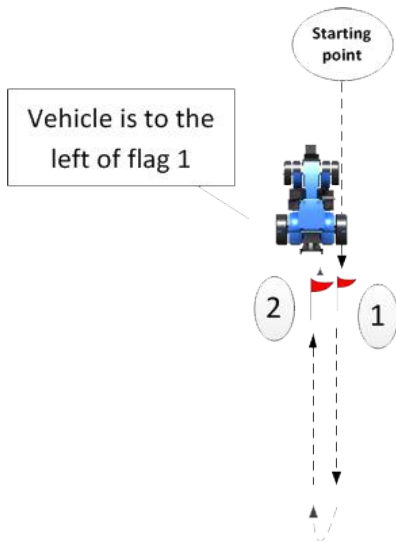 Starting
point
Vehicle is to the
left of flag 1
2
1